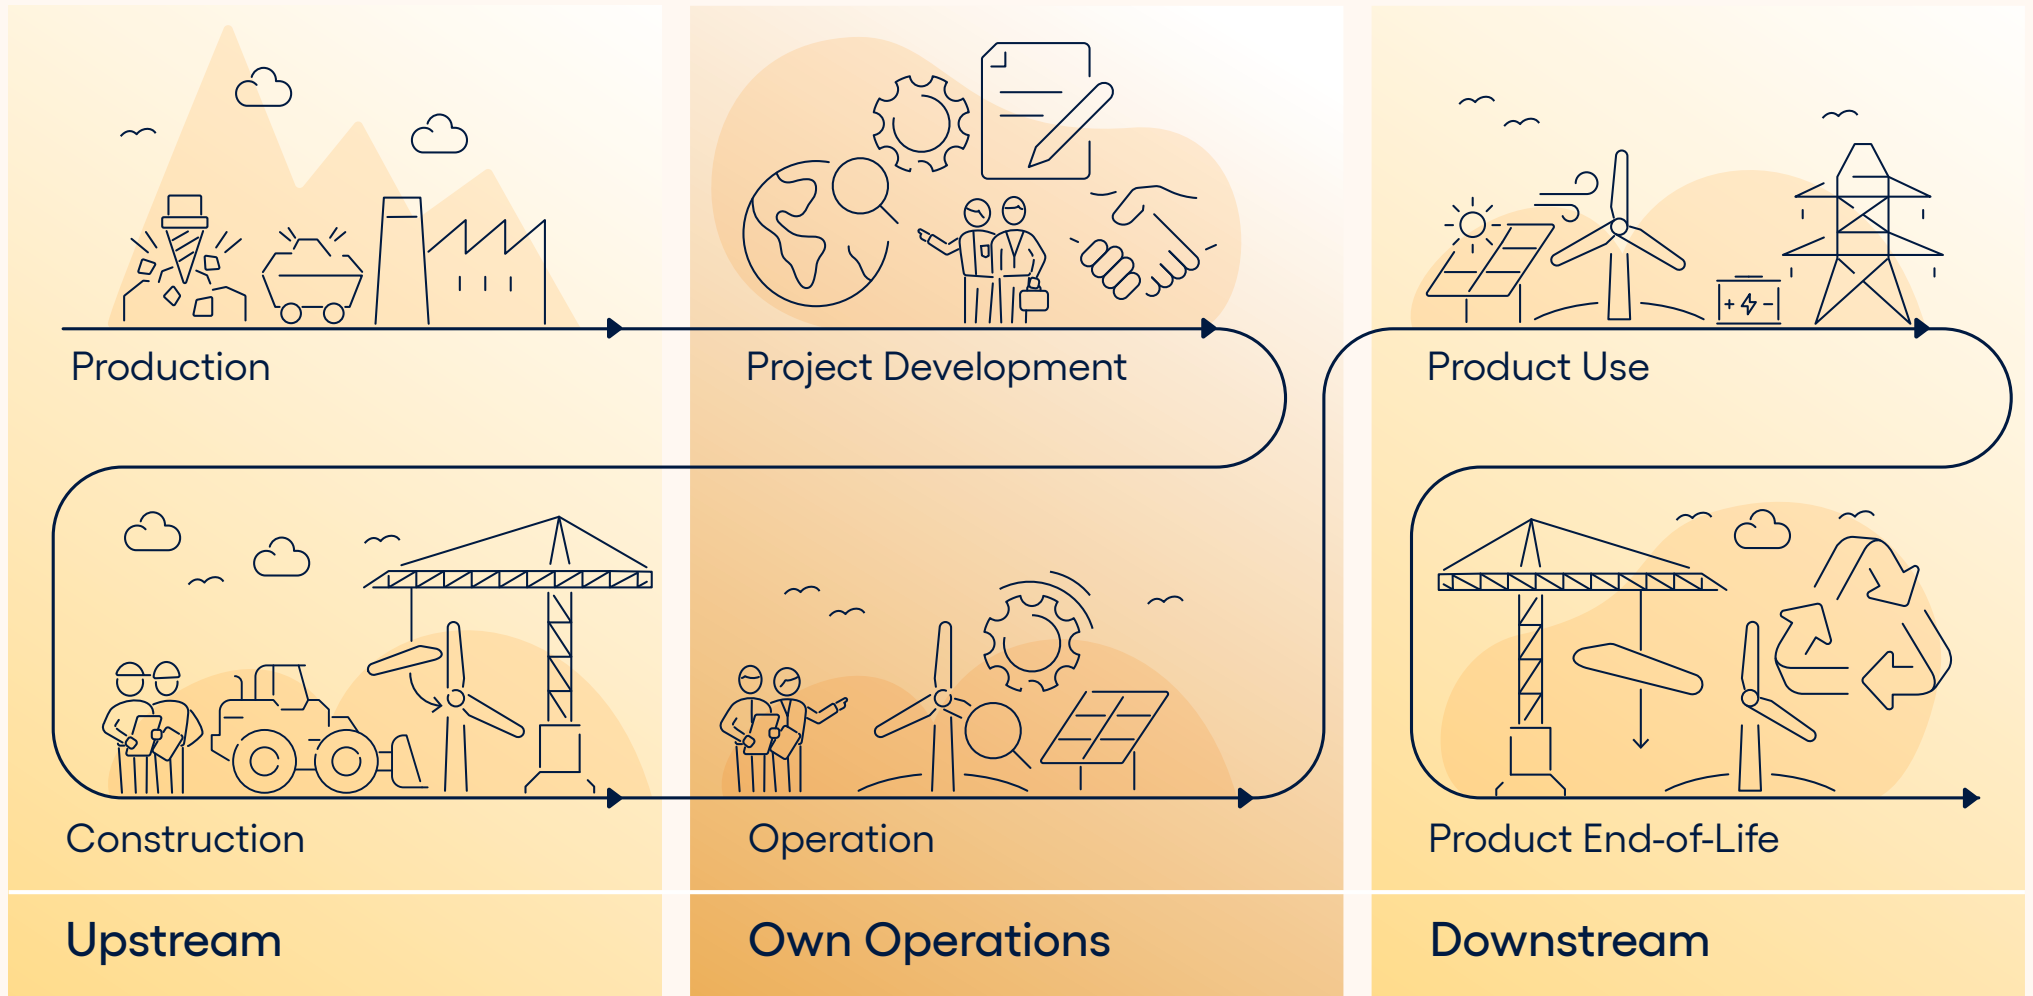 Production
Project Development
Product Use
Construction
Operation
Product End-of-Life
Upstream
Own Operations
Downstream